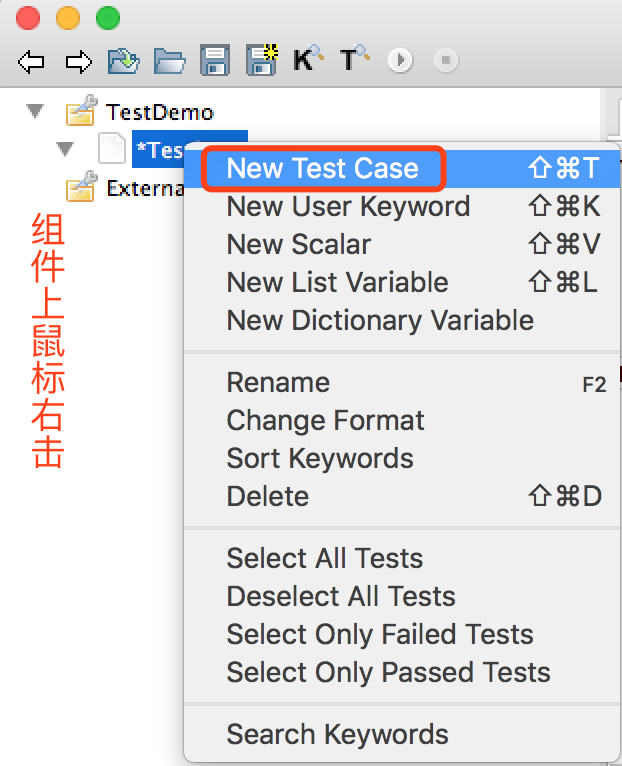 TestDemo
*Tes
Externa
组件上鼠标右击
New Test Case ⇧⌘T
New User Keyword ⇧⌘K
New Scalar ⇧⌘V
New List Variable ⇧⌘L
New Dictionary Variable
Rename F2
Change Format
Sort Keywords
Delete ⇧⌘D
Select All Tests
Deselect All Tests
Select Only Failed Tests
Select Only Passed Tests
Search Keywords